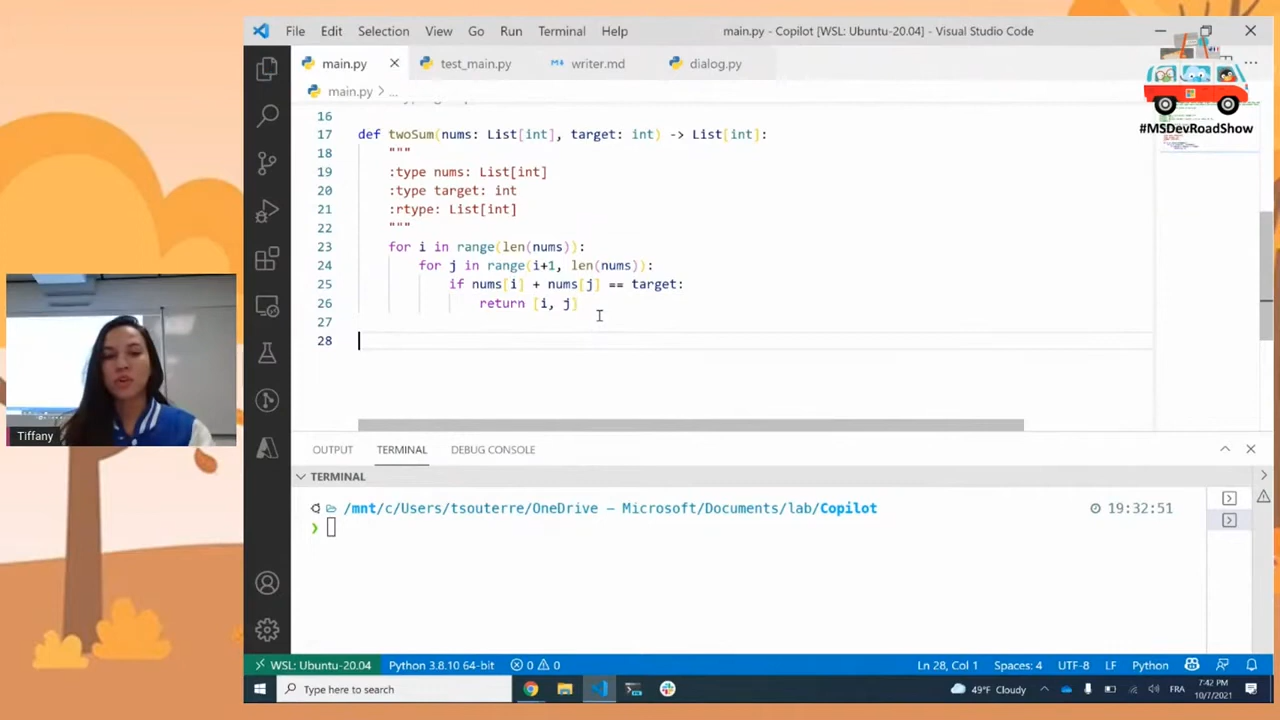 File Edit Selection View Go Run Terminal Help main.py - Copilot [WSL: Ubuntu-20.04] - Visual Studio Code
main.py test_main.py writer.md dialog.py
main.py > ...
#MSDevRoadShow
16
17 def twoSum(nums: List[int], target: int) -> List[int]:
18 """
19 :type nums: List[int]
20 :type target: int
21 :rtype: List[int]
22 """
23 for i in range(len(nums)):
24 for j in range(i+1, len(nums)):
25 if nums[i] + nums[j] == target:
26 return [i, j]
27
28
Tiffany
OUTPUT TERMINAL DEBUG CONSOLE
TERMINAL
/mnt/c/Users/tsouterre/OneDrive – Microsoft/Documents/lab/Copilot 19:32:51
❯
WSL: Ubuntu-20.04 Python 3.8.10 64-bit 0 0 Ln 28, Col 1 Spaces: 4 UTF-8 LF Python
Type here to search 49°F Cloudy FRA 7:42 PM
10/7/2021